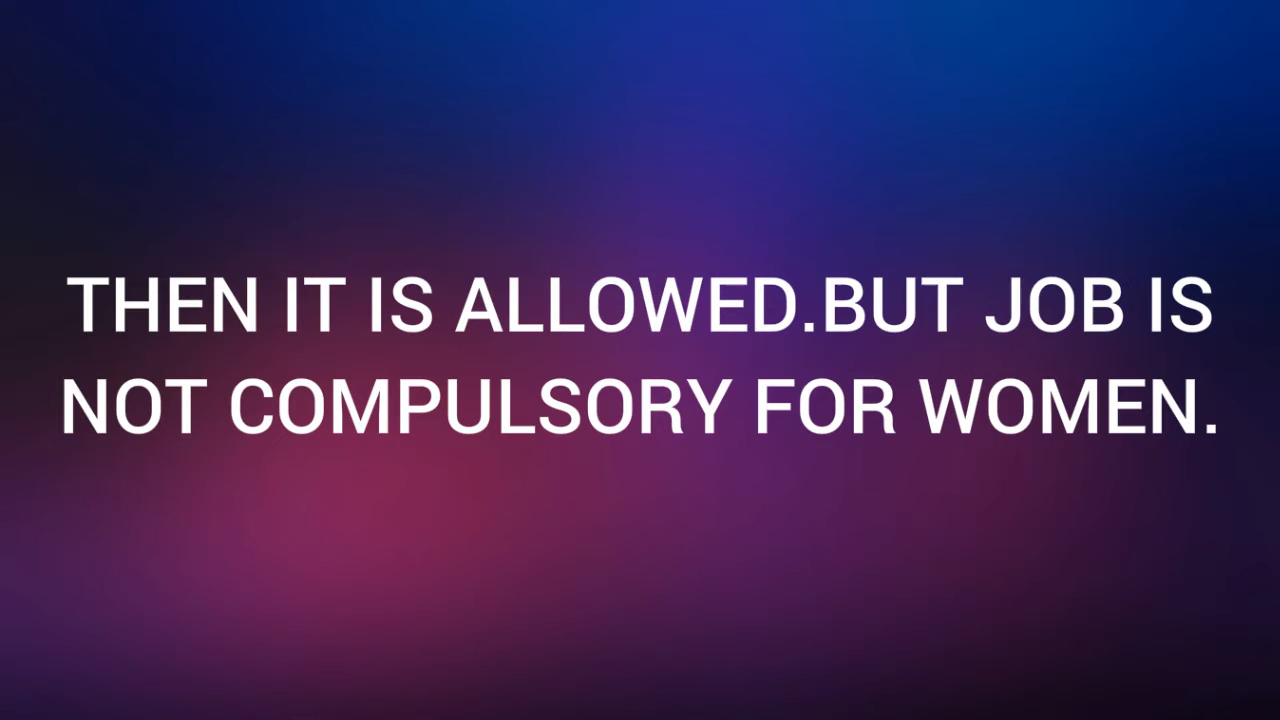 THEN IT IS ALLOWED.BUT JOB IS
NOT COMPULSORY FOR WOMEN.